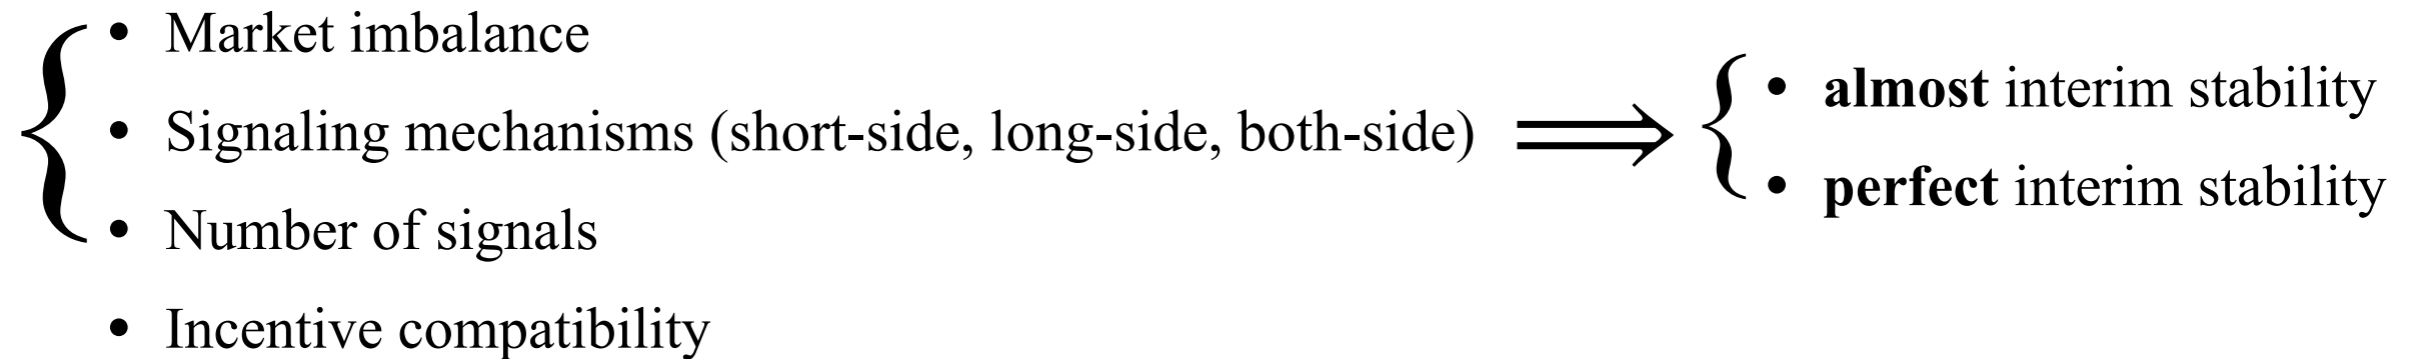 • Market imbalance
• Signaling mechanisms (short-side, long-side, both-side)
• Number of signals
• Incentive compatibility
⟹
• almost interim stability
• perfect interim stability